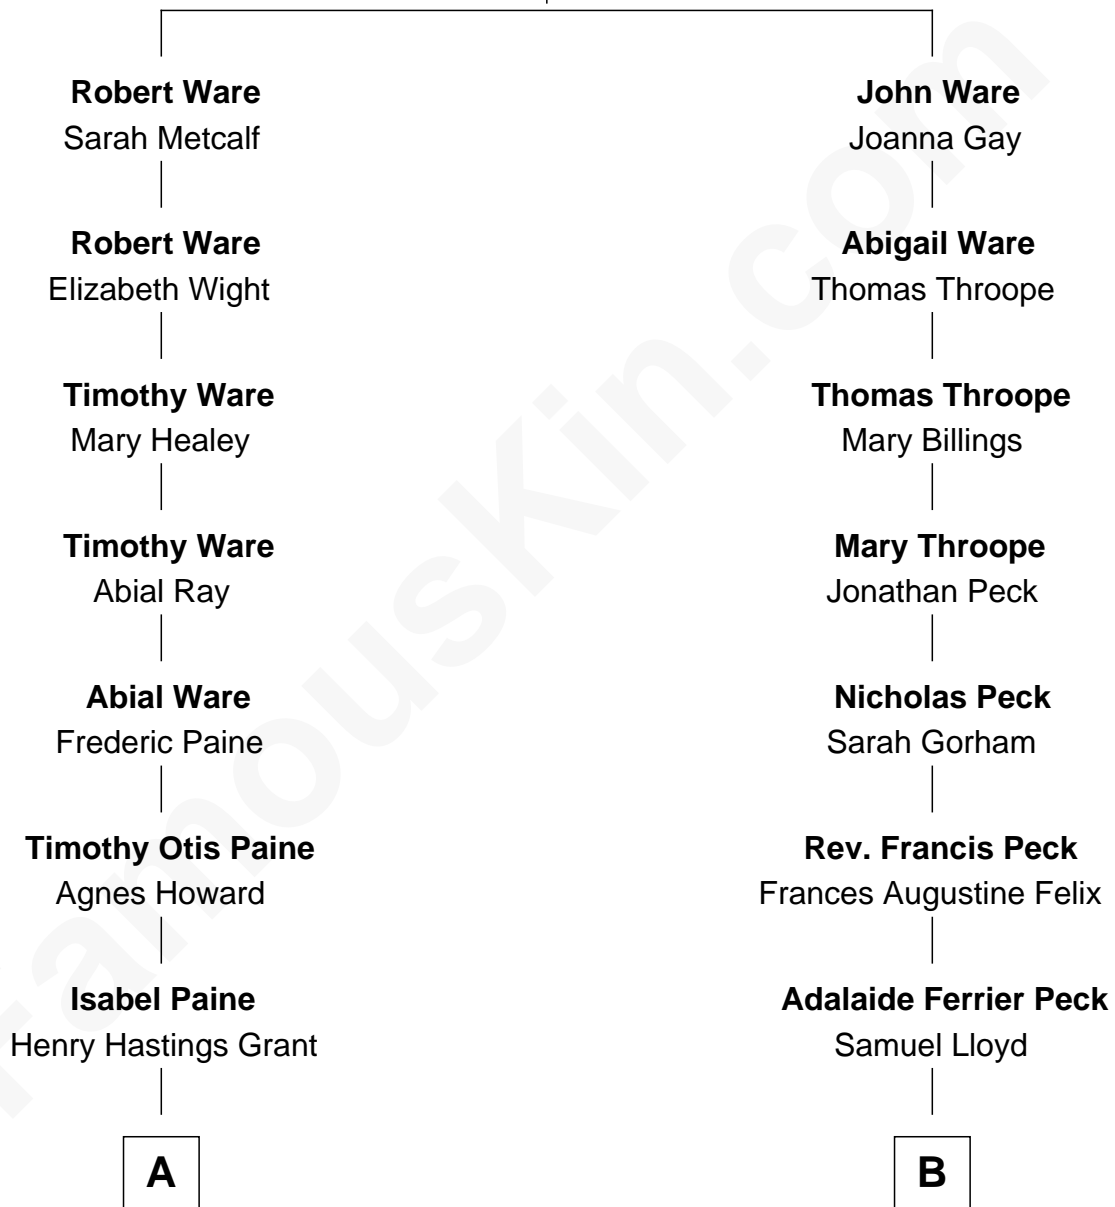 Robert Ware
Sarah Metcalf
Robert Ware
Elizabeth Wight
Timothy Ware
Mary Healey
Timothy Ware
Abial Ray
Abial Ware
Frederic Paine
Timothy Otis Paine
Agnes Howard
Isabel Paine
Henry Hastings Grant
A
John Ware
Joanna Gay
Abigail Ware
Thomas Throope
Thomas Throope
Mary Billings
Mary Throope
Jonathan Peck
Nicholas Peck
Sarah Gorham
Rev. Francis Peck
Frances Augustine Felix
Adalaide Ferrier Peck
Samuel Lloyd
B
FamousKin.com